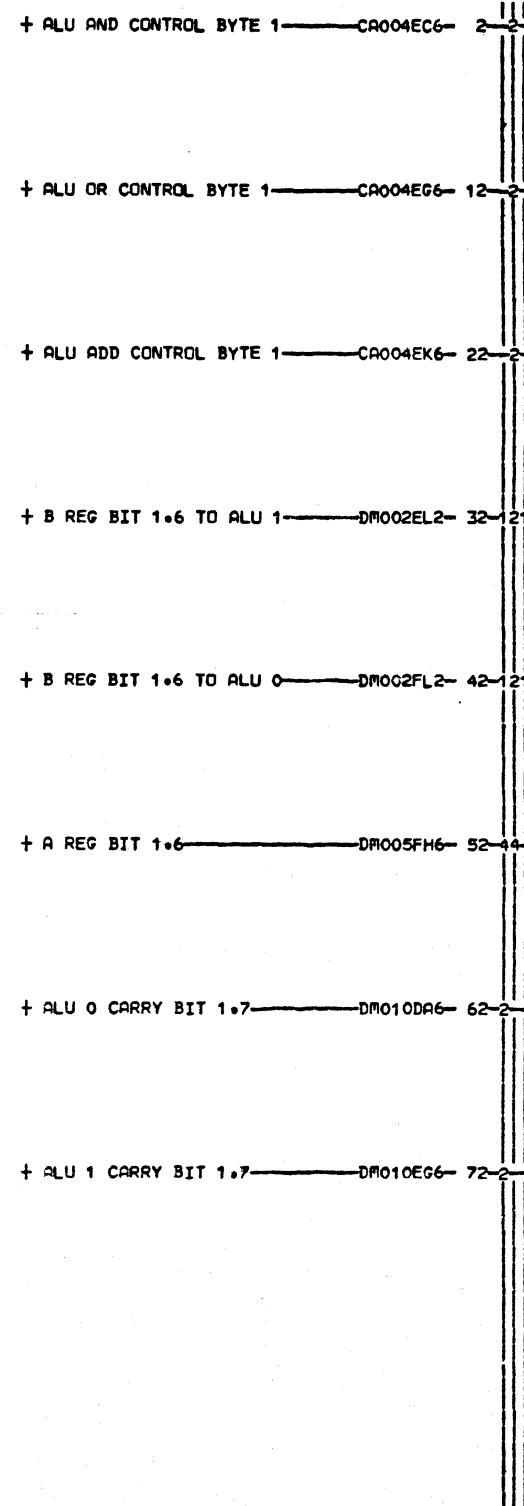 + ALU AND CONTROL BYTE 1 CA004EC6- 2-2
+ ALU OR CONTROL BYTE 1 CA004EG6- 12-2
+ ALU ADD CONTROL BYTE 1 CA004EK6- 22-2
+ B REG BIT 1.6 TO ALU 1 DM002EL2- 32-12
+ B REG BIT 1.6 TO ALU 0 DM002FL2- 42-12
+ A REG BIT 1.6 DM005FH6- 52-44
+ ALU 0 CARRY BIT 1.7 DM010DA6- 62-2
+ ALU 1 CARRY BIT 1.7 DM010EG6- 72-2